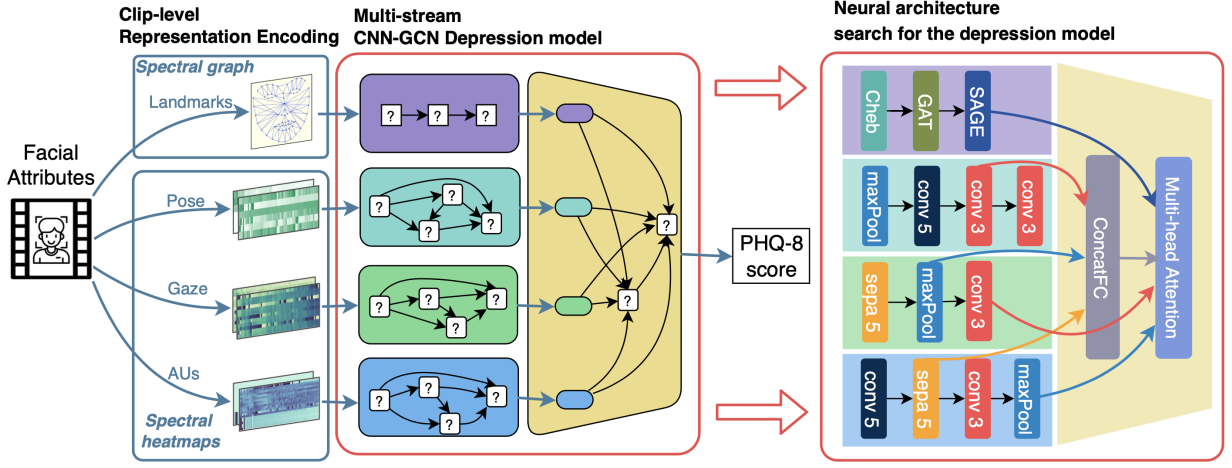 Clip-level
Representation Encoding
Multi-stream
CNN-GCN Depression model
Neural architecture
search for the depression model
Spectral graph
Landmarks
Facial
Attributes
Pose
Gaze
AUs
Spectral
heatmaps
? ? ?
? ? ? ?
? ? ? ?
? ? ? ?
?
?
PHQ-8
score
Cheb
GAT
SAGE
maxPool
conv 5
conv 3
conv 3
sepa 5
maxPool
conv 3
conv 5
sepa 5
conv 3
maxPool
ConcatFC
Multi-head Attention